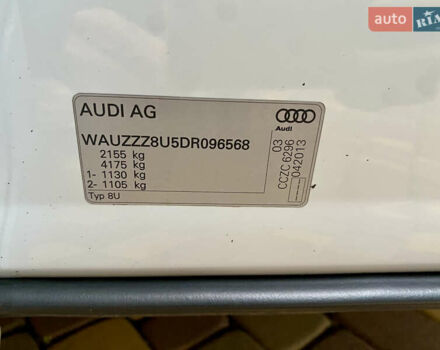 auto RIA
AUDI AG
Audi
WAUZZZ8U5DR096568
2155 kg
4175 kg
1- 1130 kg
2- 1105 kg
Typ 8U
03
CCZC 6296
042013